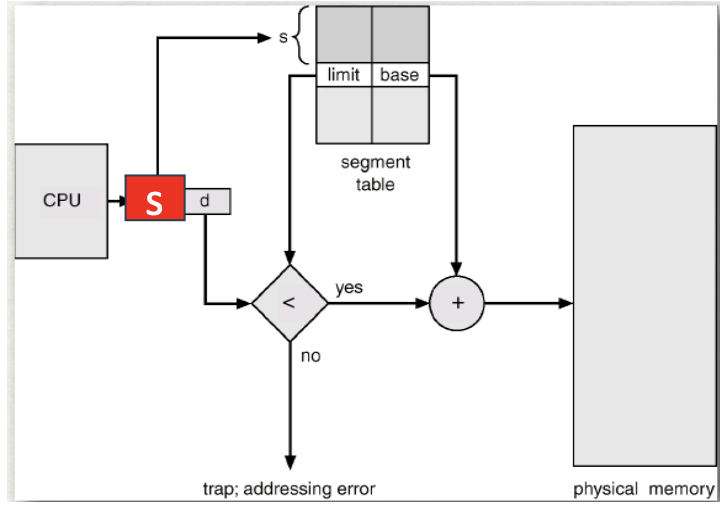 s
limit base
segment
table
CPU
S
d
<
yes
+
no
trap; addressing error
physical memory